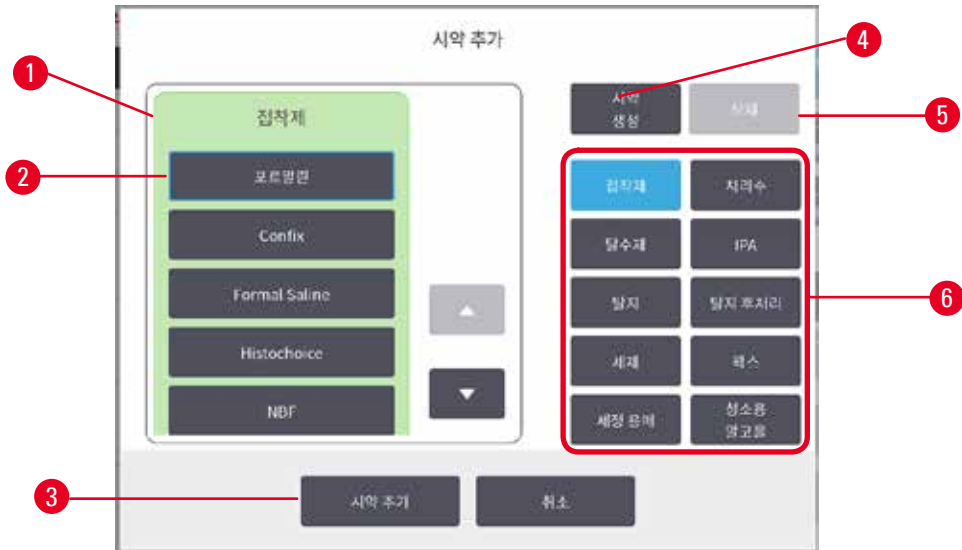 시약 추가
4
1
시약
생성
삭제
5
접착제
2
포르말린
접착제
처리수
Confix
탈수제
IPA
Formal Saline
탈지
탈지 후처리
6
Histochoice
세제
왁스
NBF
세정 용매
청소용
알코올
3
시약 추가
취소